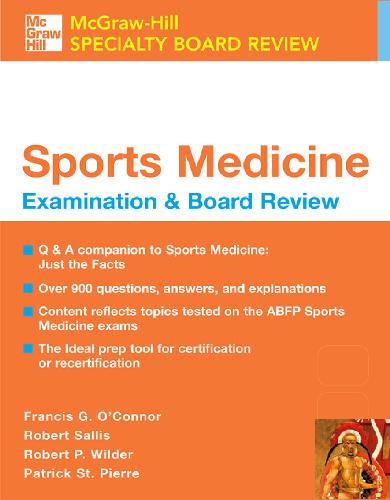 Mc
Graw
Hill
McGraw-Hill
SPECIALTY BOARD REVIEW
Sports Medicine
Examination & Board Review
Q & A companion to Sports Medicine:
Just the Facts
Over 900 questions, answers, and explanations
Content reflects topics tested on the ABFP Sports
Medicine exams
The Ideal prep tool for certification
or recertification
Francis G. O'Connor
Robert Sallis
Robert P. Wilder
Patrick St. Pierre